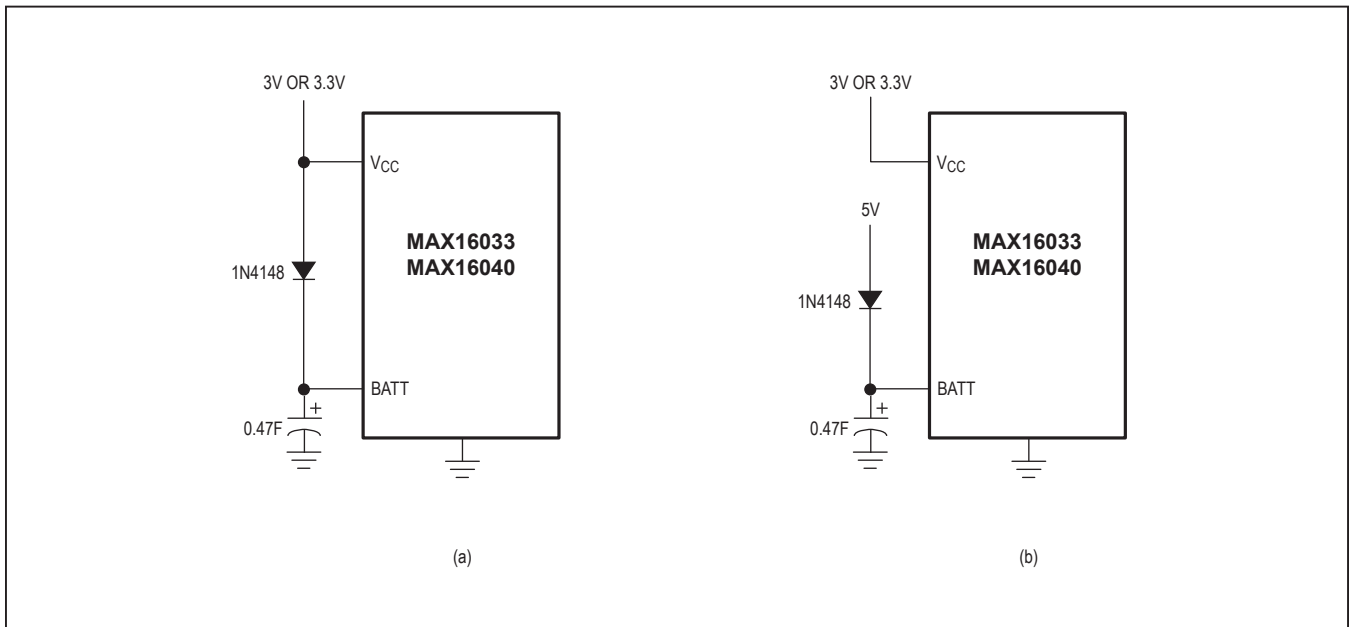 3V OR 3.3V
VCC
MAX16033
MAX16040
1N4148
BATT
+
0.47F
(a)
3V OR 3.3V
VCC
5V
MAX16033
MAX16040
1N4148
BATT
+
0.47F
(b)